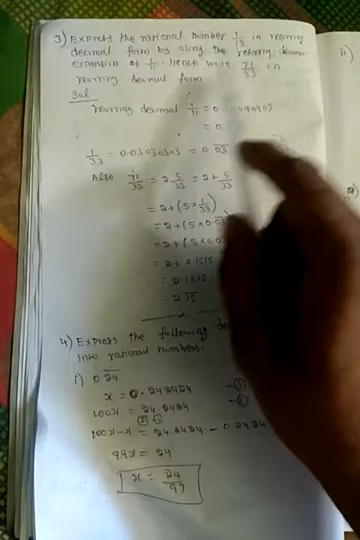 3) Express the rational number 1/33 in recurring
decimal form by using the recurring decimal
expansion of 1/11. hence write 71/33 in
recurring decimal form
Sol
recurring decimal 1/11 = 0.
= 0
1/33 = 0.0303030303 = 0.03
Also 71/33 = 2 5/33 = 2 + 5/33
= 2 + (5 × 1/33)
= 2 + (5 × 0.03)
= 2 + (5 × 0.0
= 2 + 0.1515
= 2.1515
= 2.15
4) Express the following
into rational numbers.
i) 0.24
x = 0.242424 —①
100x = 24.2424 —②
② - ①
100x - x = 24.2424 - 0.2424
99x = 24
x = 24/99
ii)